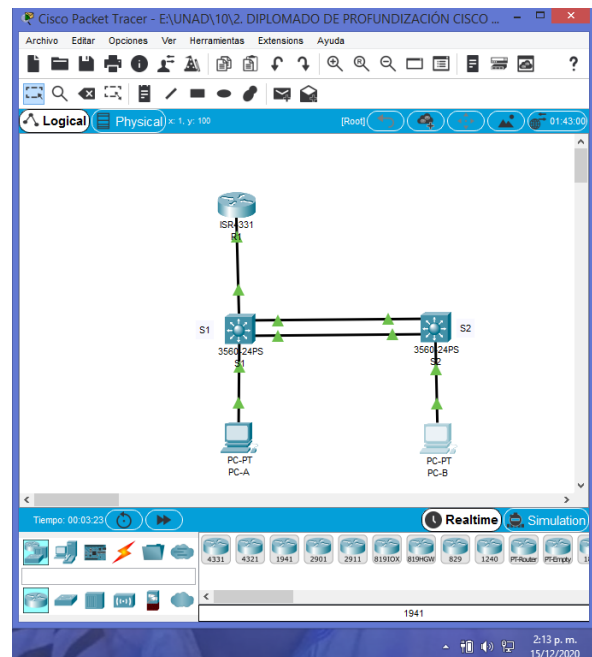 Cisco Packet Tracer - E:\UNAD\10\2. DIPLOMADO DE PROFUNDIZACIÓN CISCO ...
Archivo Editar Opciones Ver Herramientas Extensions Ayuda
Logical Physical x: 1, y: 100 [Root] 01:43:00
ISR4331
R1
S1 S2
3560-24PS 3560-24PS
S1 S2
PC-PT PC-PT
PC-A PC-B
Tiempo: 00:03:23 Realtime Simulation
4331 4321 1941 2901 2911 819IOX 819HGW 829 1240 PT-Router PT-Empty
1941
2:13 p. m.
15/12/2020